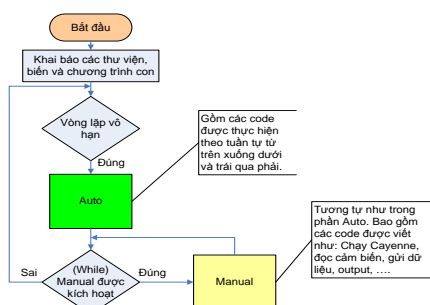 Bắt đầu
Khai báo các thư viện,
biến và chương trình con
Vòng lặp vô
hạn
Gồm các code
được thực hiện
theo tuần tự từ
trên xuống dưới
và trái qua phải.
Đúng
Auto
Tương tự như trong
phần Auto. Bao gồm
các code được viết
như: Chạy Cayenne,
đọc cảm biến, gửi dữ
liệu, output, ....
Sai
(While)
Manual được
kích hoạt
Đúng
Manual